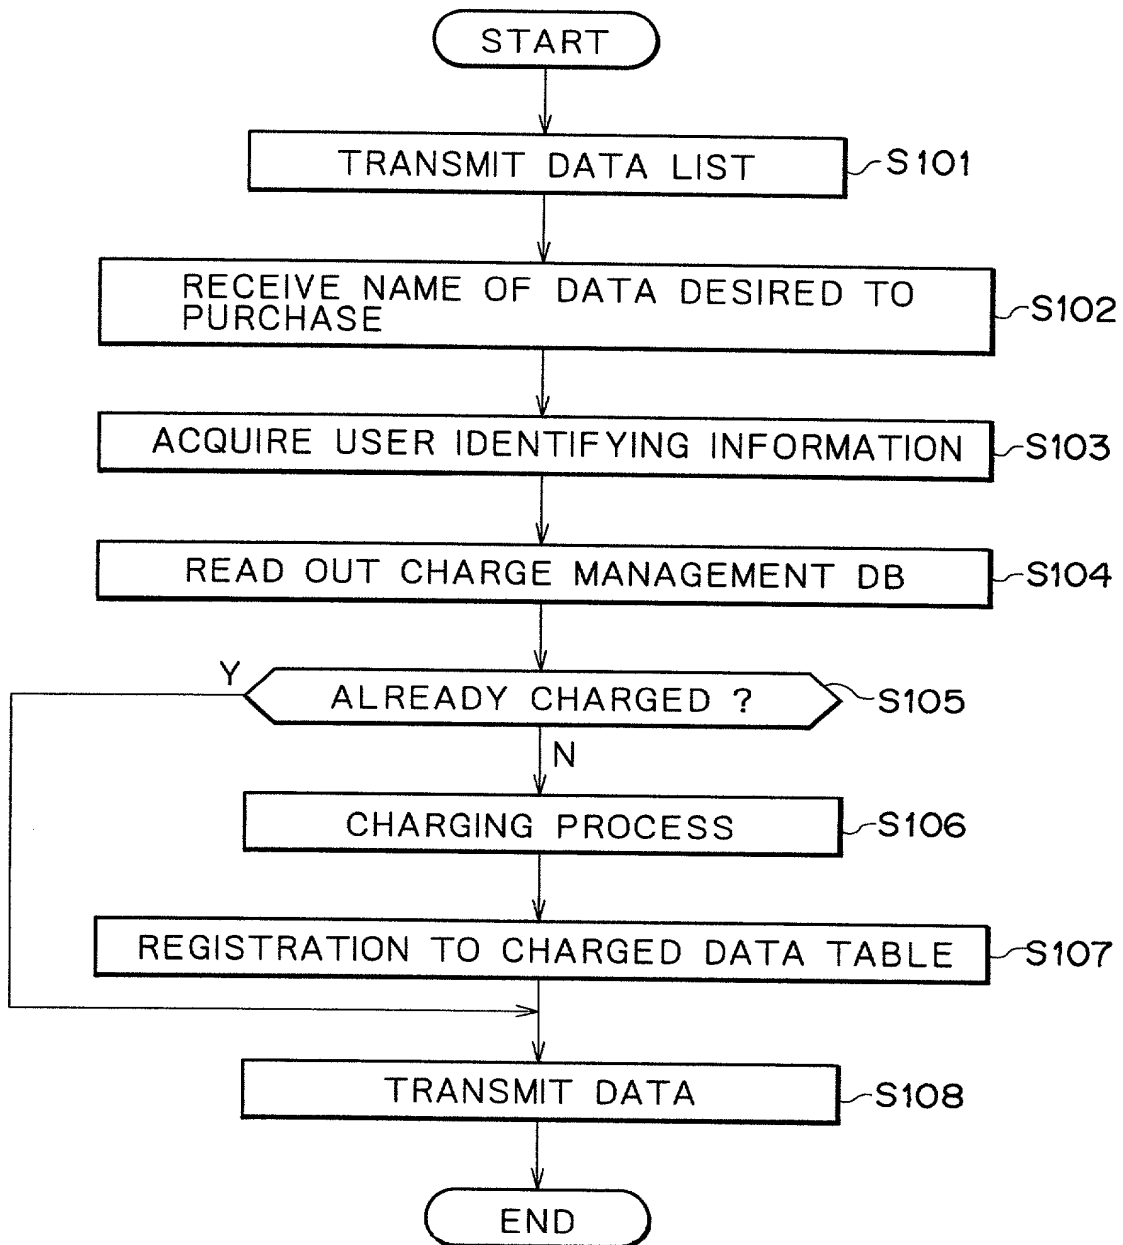 START
TRANSMIT DATA LIST
S101
RECEIVE NAME OF DATA DESIRED TO
PURCHASE
S102
ACQUIRE USER IDENTIFYING INFORMATION
S103
READ OUT CHARGE MANAGEMENT DB
S104
Y
ALREADY CHARGED ?
S105
N
CHARGING PROCESS
S106
REGISTRATION TO CHARGED DATA TABLE
S107
TRANSMIT DATA
S108
END